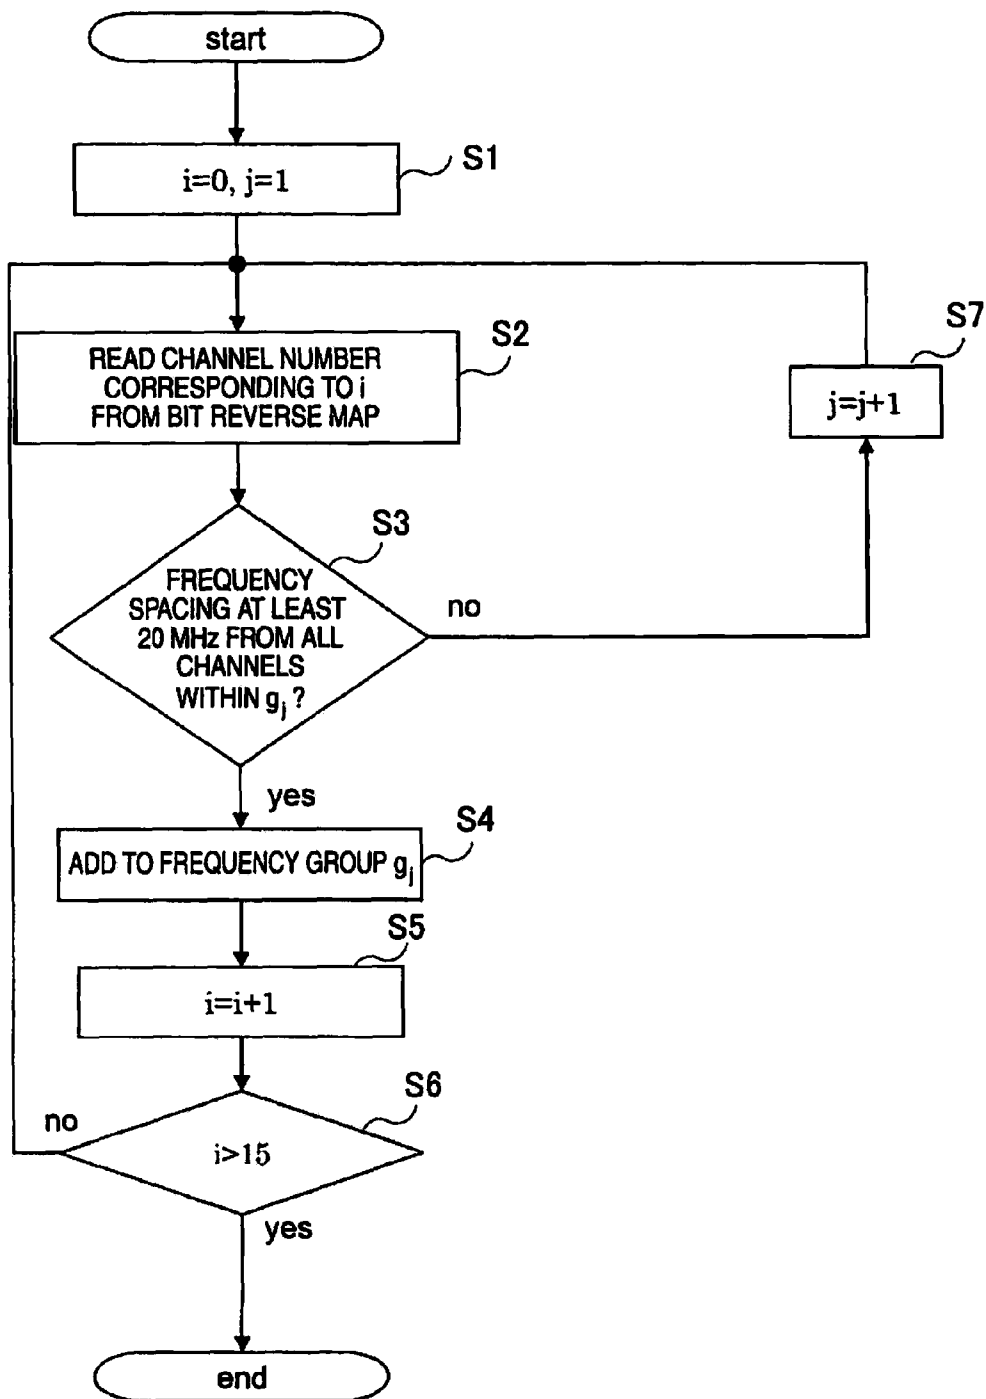 start
S1
i=0, j=1
S2
READ CHANNEL NUMBER
CORRESPONDING TO i
FROM BIT REVERSE MAP
S7
j=j+1
S3
FREQUENCY
SPACING AT LEAST
20 MHz FROM ALL
CHANNELS
WITHIN gj ?
no
yes
S4
ADD TO FREQUENCY GROUP gj
S5
i=i+1
S6
no
i>15
yes
end